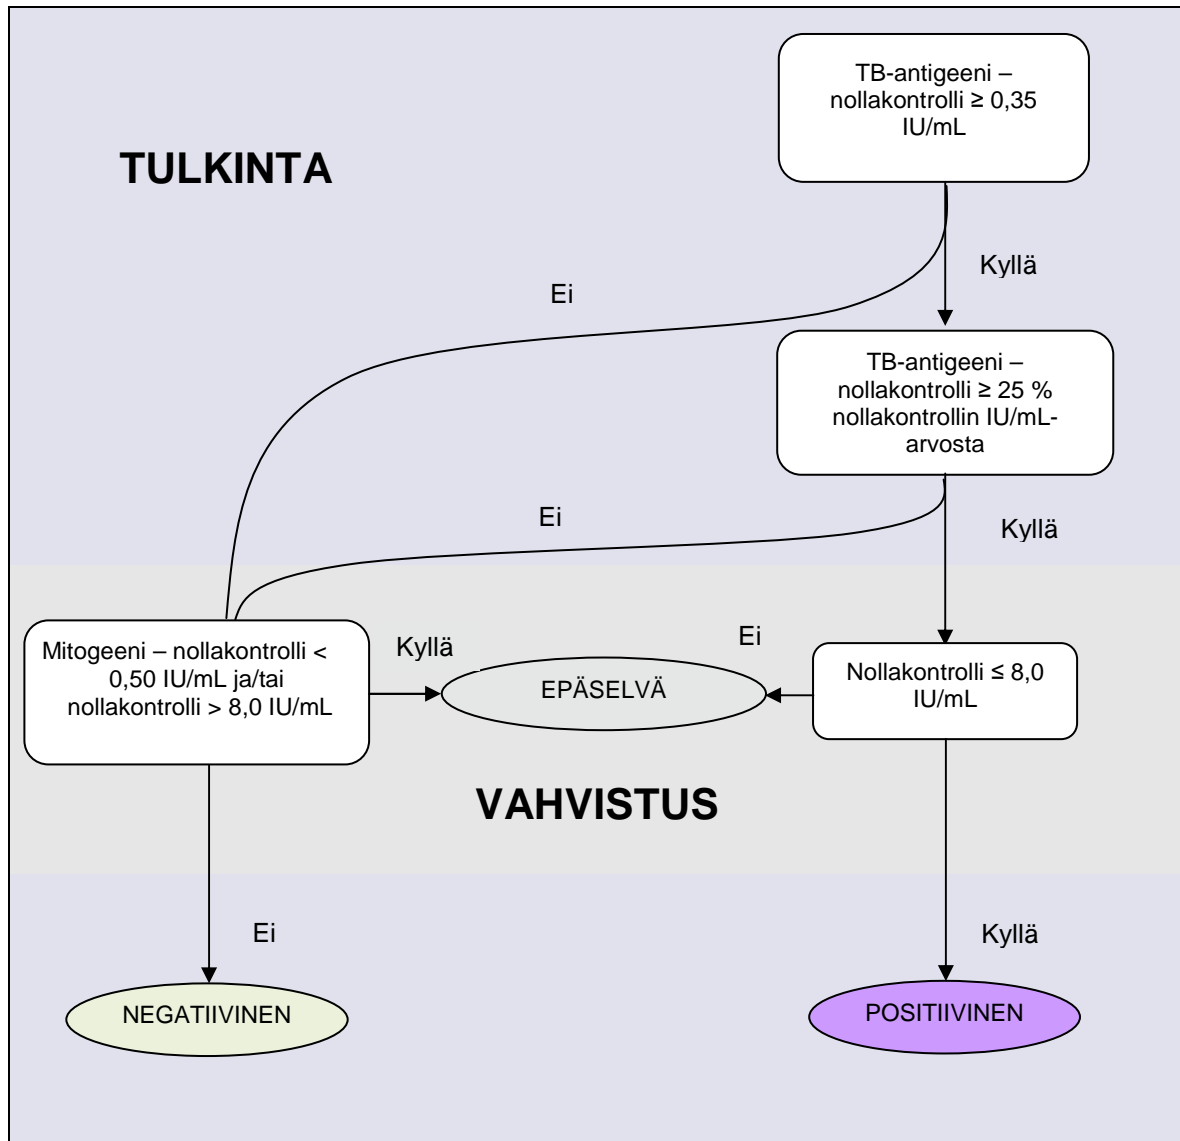 TB-antigeeni –
nollakontrolli ≥ 0,35
IU/mL
TULKINTA
Kyllä
Ei
TB-antigeeni –
nollakontrolli ≥ 25 %
nollakontrollin IU/mL-
arvosta
Ei
Kyllä
Mitogeeni – nollakontrolli <
0,50 IU/mL ja/tai
nollakontrolli > 8,0 IU/mL
Kyllä
EPÄSELVÄ
Ei
Nollakontrolli ≤ 8,0
IU/mL
VAHVISTUS
Ei
Kyllä
NEGATIIVINEN
POSITIIVINEN